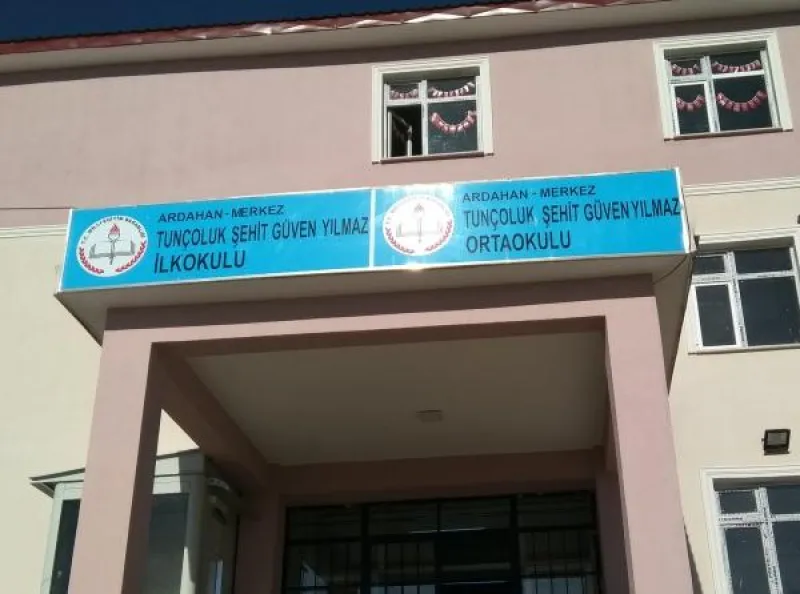 ARDAHAN - MERKEZ
TUNÇOLUK ŞEHİT GÜVEN YILMAZ
İLKOKULU
ARDAHAN - MERKEZ
TUNÇOLUK ŞEHİT GÜVEN YILMAZ
ORTAOKULU